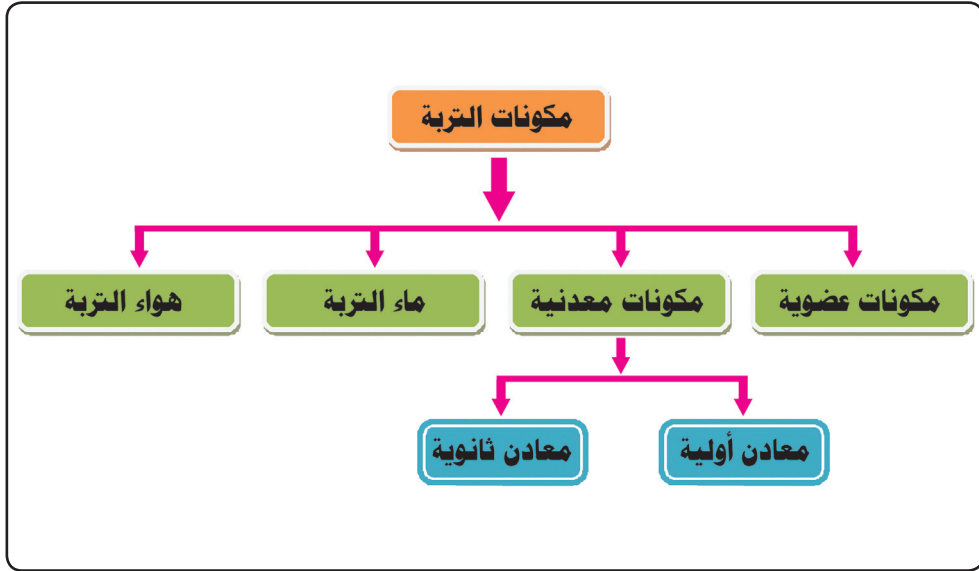 مكونات التربة
مكونات عضوية
مكونات معدنية
ماء التربة
هواء التربة
معادن أولية
معادن ثانوية